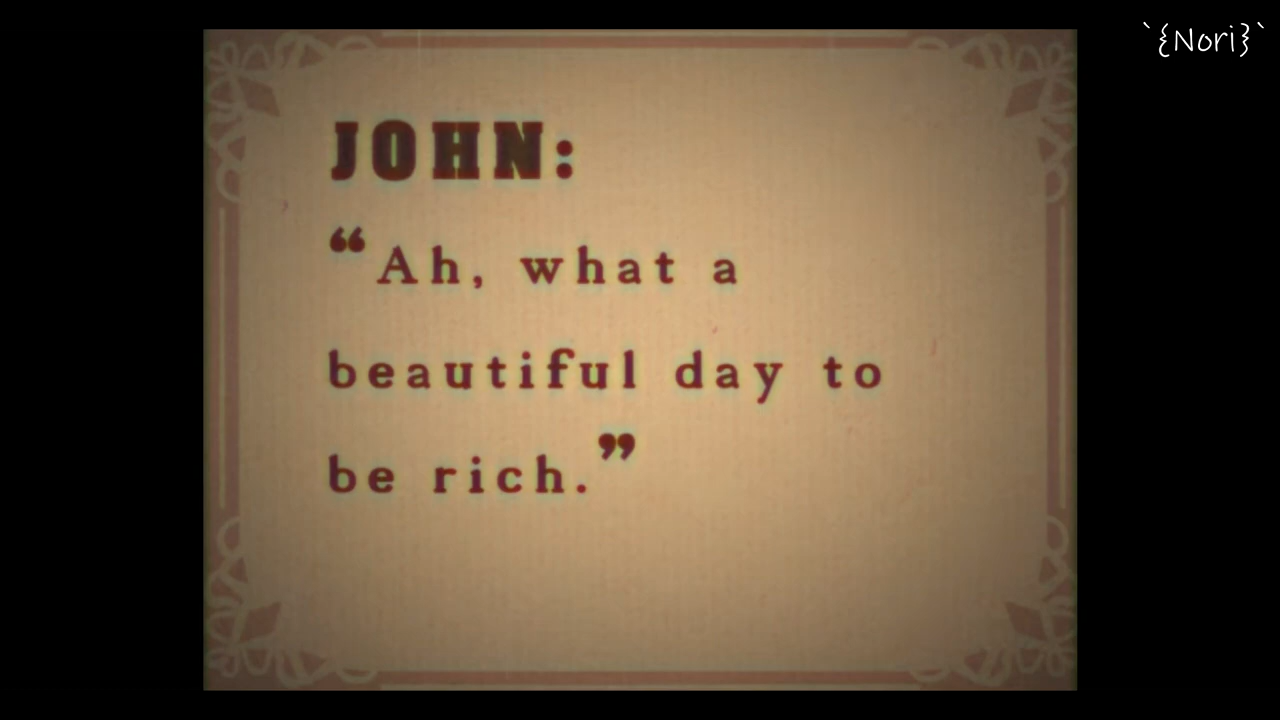 `{Nori}`
JOHN:
“Ah, what a
beautiful day to
be rich.”